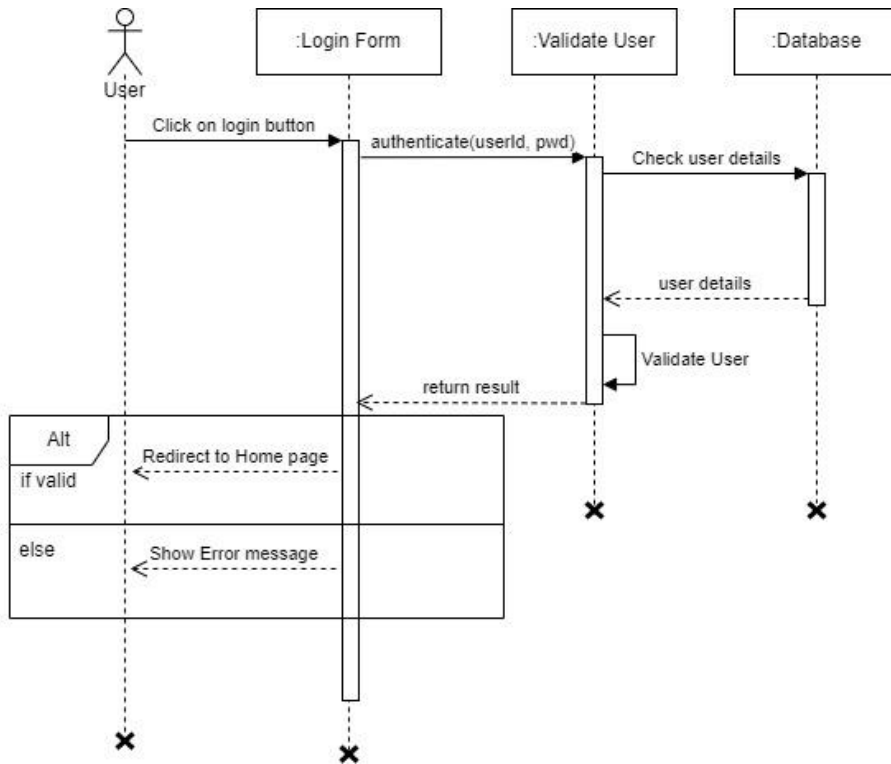 :Login Form
:Validate User
:Database
User
Click on login button
authenticate(userId, pwd)
Check user details
user details
Validate User
return result
Alt
Redirect to Home page
if valid
else
Show Error message